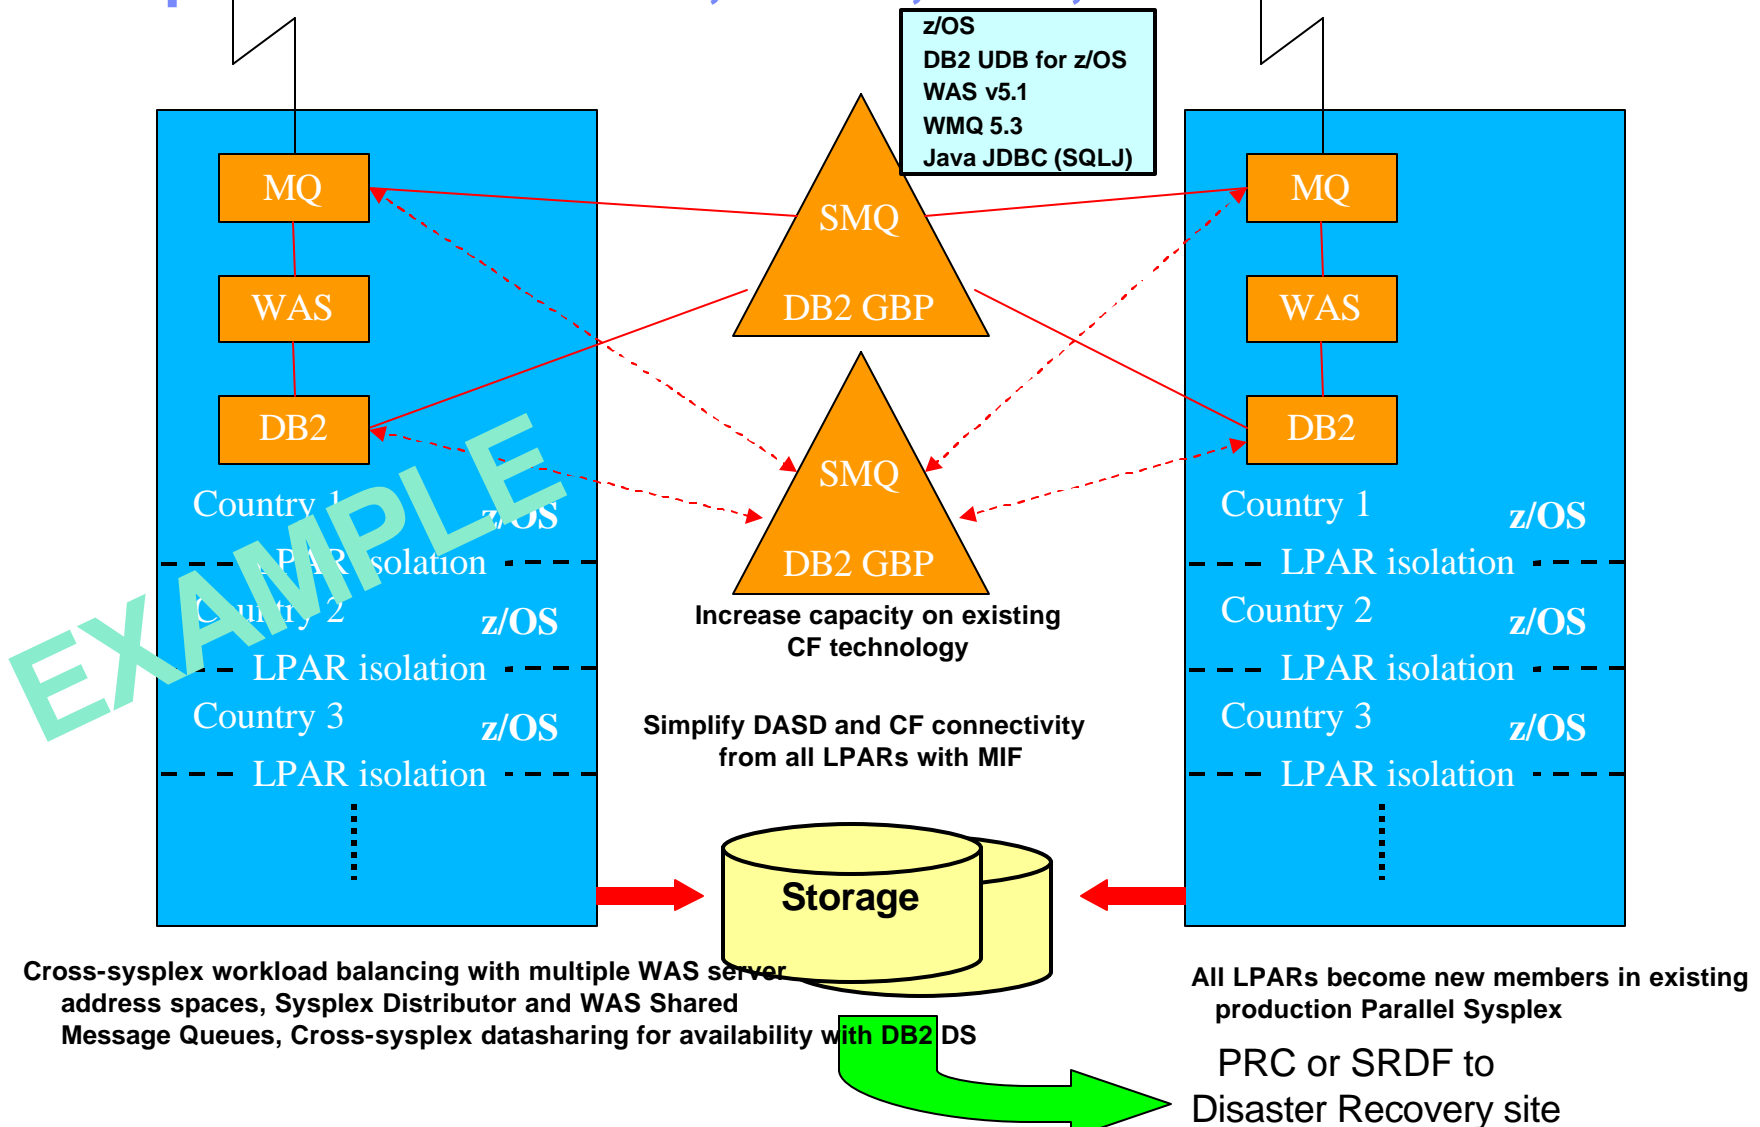 z/OS
DB2 UDB for z/OS
WAS v5.1
WMQ 5.3
Java JDBC (SQLJ)
MQ
WAS
DB2
Country 1
z/OS
LPAR isolation
Country 2
z/OS
LPAR isolation
Country 3
z/OS
LPAR isolation
EXAMPLE
SMQ
DB2 GBP
SMQ
DB2 GBP
Increase capacity on existing
CF technology
Simplify DASD and CF connectivity
from all LPARs with MIF
Storage
MQ
WAS
DB2
Country 1
z/OS
LPAR isolation
Country 2
z/OS
LPAR isolation
Country 3
z/OS
LPAR isolation
Cross-sysplex workload balancing with multiple WAS server
address spaces, Sysplex Distributor and WAS Shared
Message Queues, Cross-sysplex datasharing for availability with DB2 DS
All LPARs become new members in existing
production Parallel Sysplex
PRC or SRDF to
Disaster Recovery site